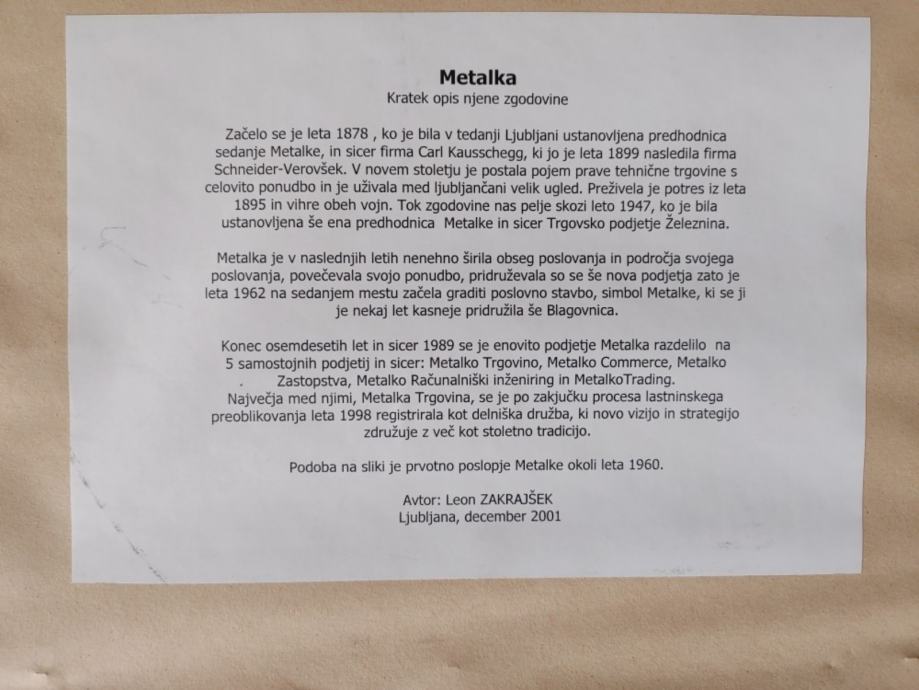 Metalka
Kratek opis njene zgodovine
Začelo se je leta 1878 , ko je bila v tedanji Ljubljani ustanovljena predhodnica
sedanje Metalke, in sicer firma Carl Kausschegg, ki jo je leta 1899 nasledila firma
Schneider-Verovšek. V novem stoletju je postala pojem prave tehnične trgovine s
celovito ponudbo in je uživala med ljubljančani velik ugled. Preživela je potres iz leta
1895 in vihre obeh vojn. Tok zgodovine nas pelje skozi leto 1947, ko je bila
ustanovljena še ena predhodnica  Metalke in sicer Trgovsko podjetje Železnina.
Metalka je v naslednjih letih nenehno širila obseg poslovanja in področja svojega
poslovanja, povečevala svojo ponudbo, pridruževala so se še nova podjetja zato je
leta 1962 na sedanjem mestu začela graditi poslovno stavbo, simbol Metalke, ki se ji
je nekaj let kasneje pridružila še Blagovnica.
Konec osemdesetih let in sicer 1989 se je enovito podjetje Metalka razdelilo  na
5 samostojnih podjetij in sicer: Metalko Trgovino, Metalko Commerce, Metalko
Zastopstva, Metalko Računalniški inženiring in MetalkoTrading.
Največja med njimi, Metalka Trgovina, se je po zakjučku procesa lastninskega
preoblikovanja leta 1998 registrirala kot delniška družba, ki novo vizijo in strategijo
združuje z več kot stoletno tradicijo.
Podoba na sliki je prvotno poslopje Metalke okoli leta 1960.
Avtor: Leon ZAKRAJŠEK
Ljubljana, december 2001